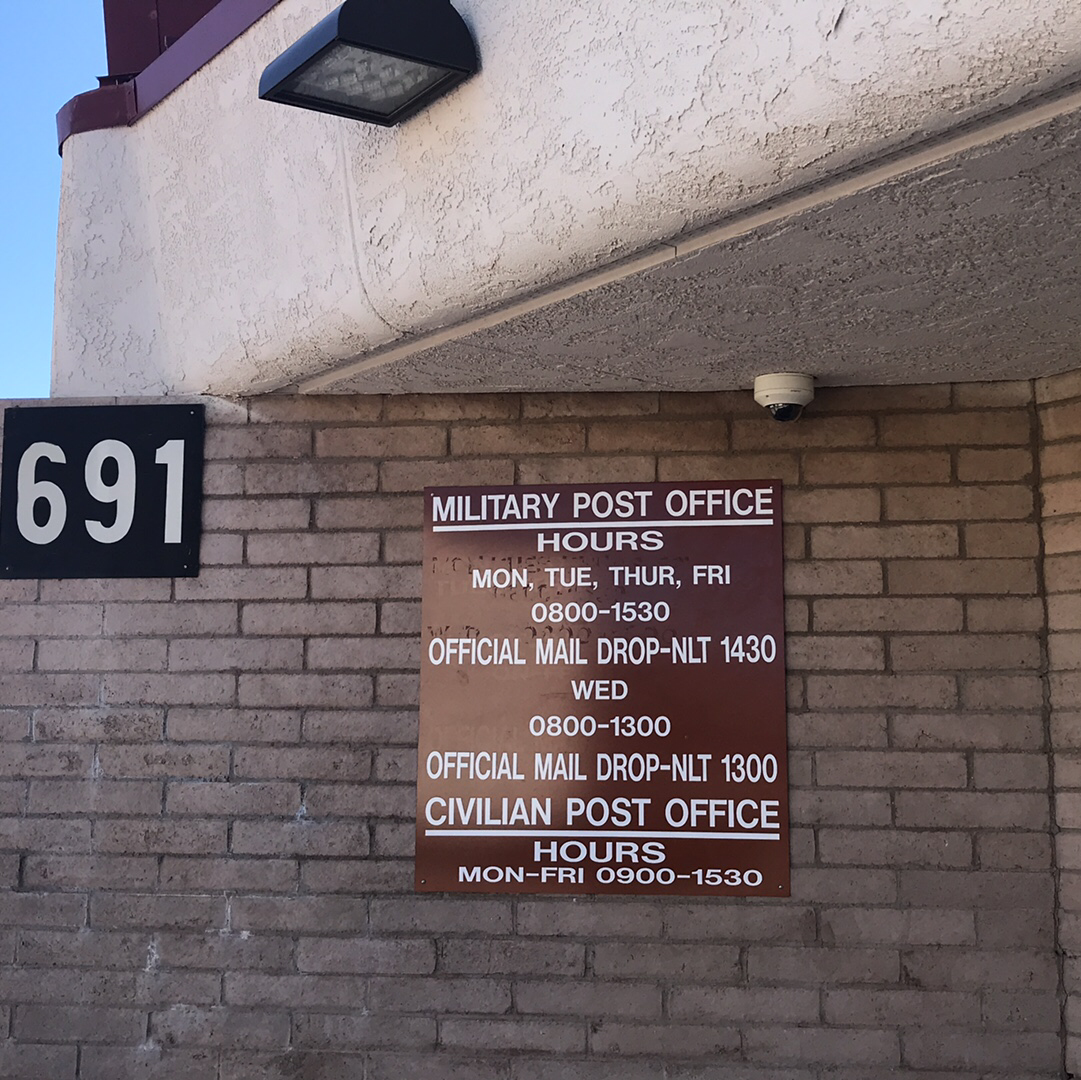 691
MILITARY POST OFFICE
HOURS
MON, TUE, THUR, FRI
0800-1530
OFFICIAL MAIL DROP-NLT 1430
WED
0800-1300
OFFICIAL MAIL DROP-NLT 1300
CIVILIAN POST OFFICE
HOURS
MON-FRI 0900-1530